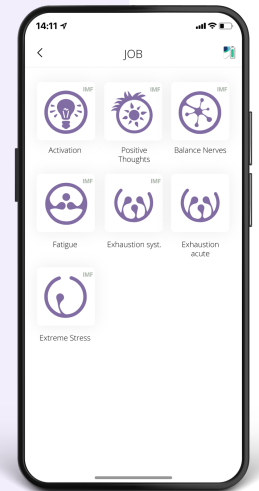 14:11
JOB
IMF
IMF
IMF
Activation
Positive
Thoughts
Balance Nerves
IMF
IMF
Fatigue
Exhaustion syst.
Exhaustion
acute
IMF
Extreme Stress